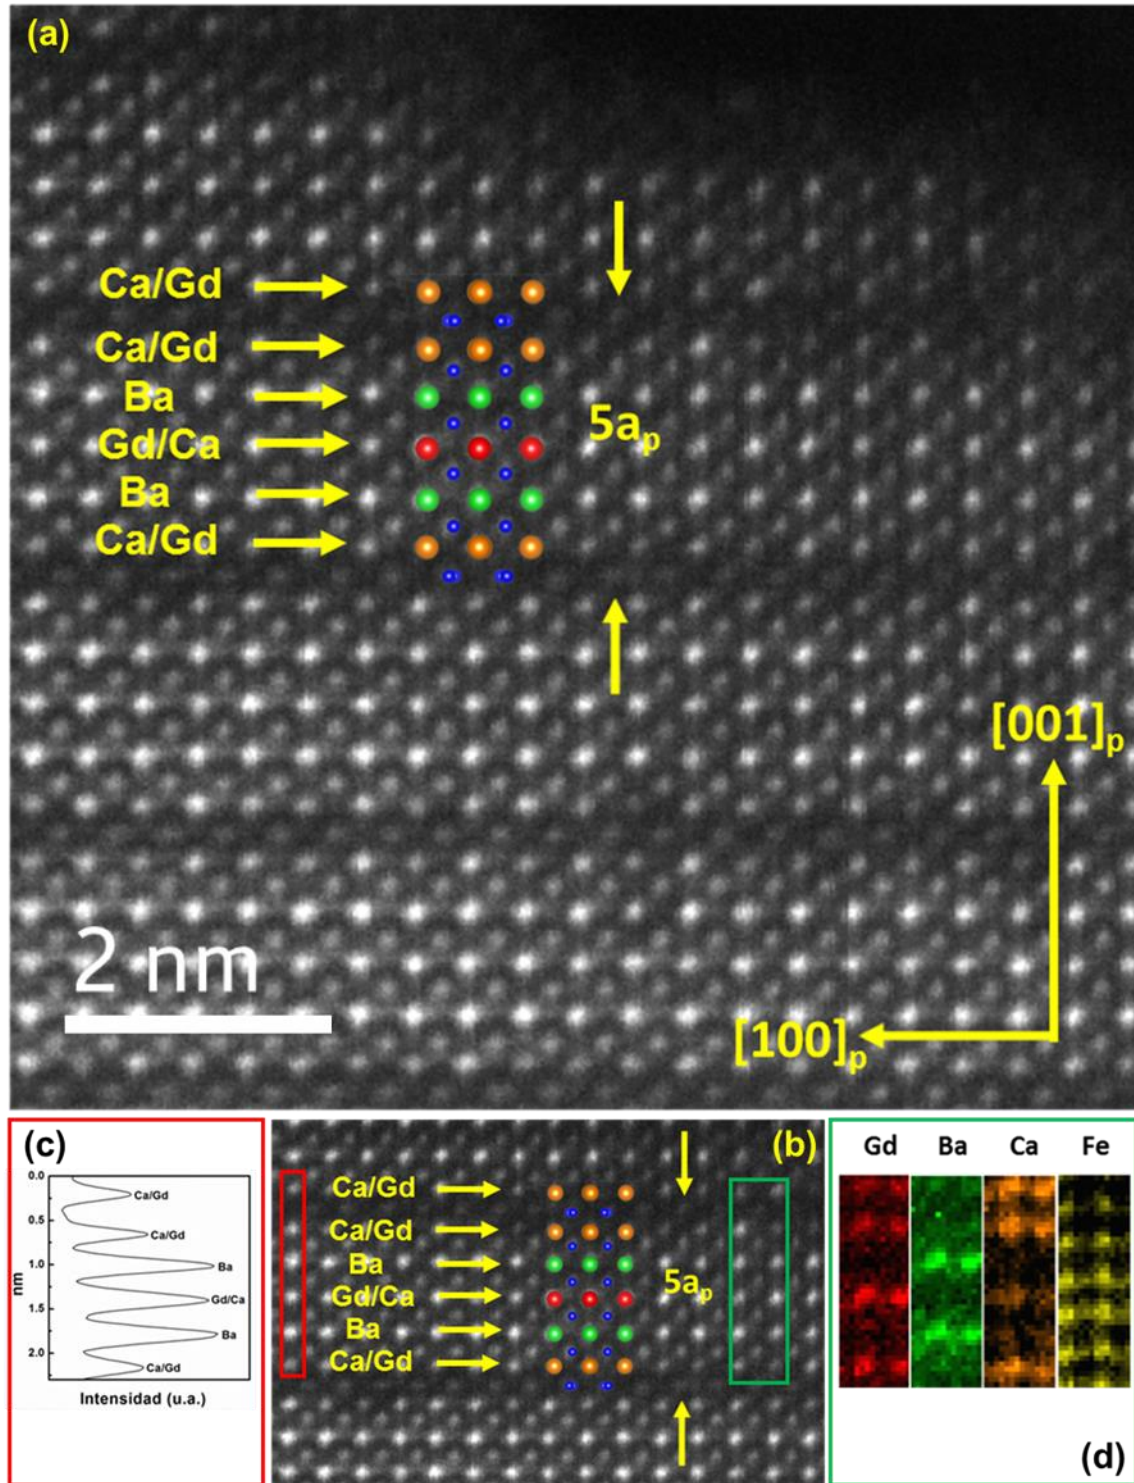 (a)
Ca/Gd
Ca/Gd
Ba
Gd/Ca
Ba
Ca/Gd
5aₚ
[001]ₚ
[100]ₚ
2 nm
(c)
0.0
0.5
1.0
1.5
2.0
nm
Ca/Gd
Ca/Gd
Ba
Gd/Ca
Ba
Ca/Gd
Intensidad (u.a.)
(b)
Ca/Gd
Ca/Gd
Ba
Gd/Ca
Ba
Ca/Gd
5aₚ
Gd Ba Ca Fe
(d)